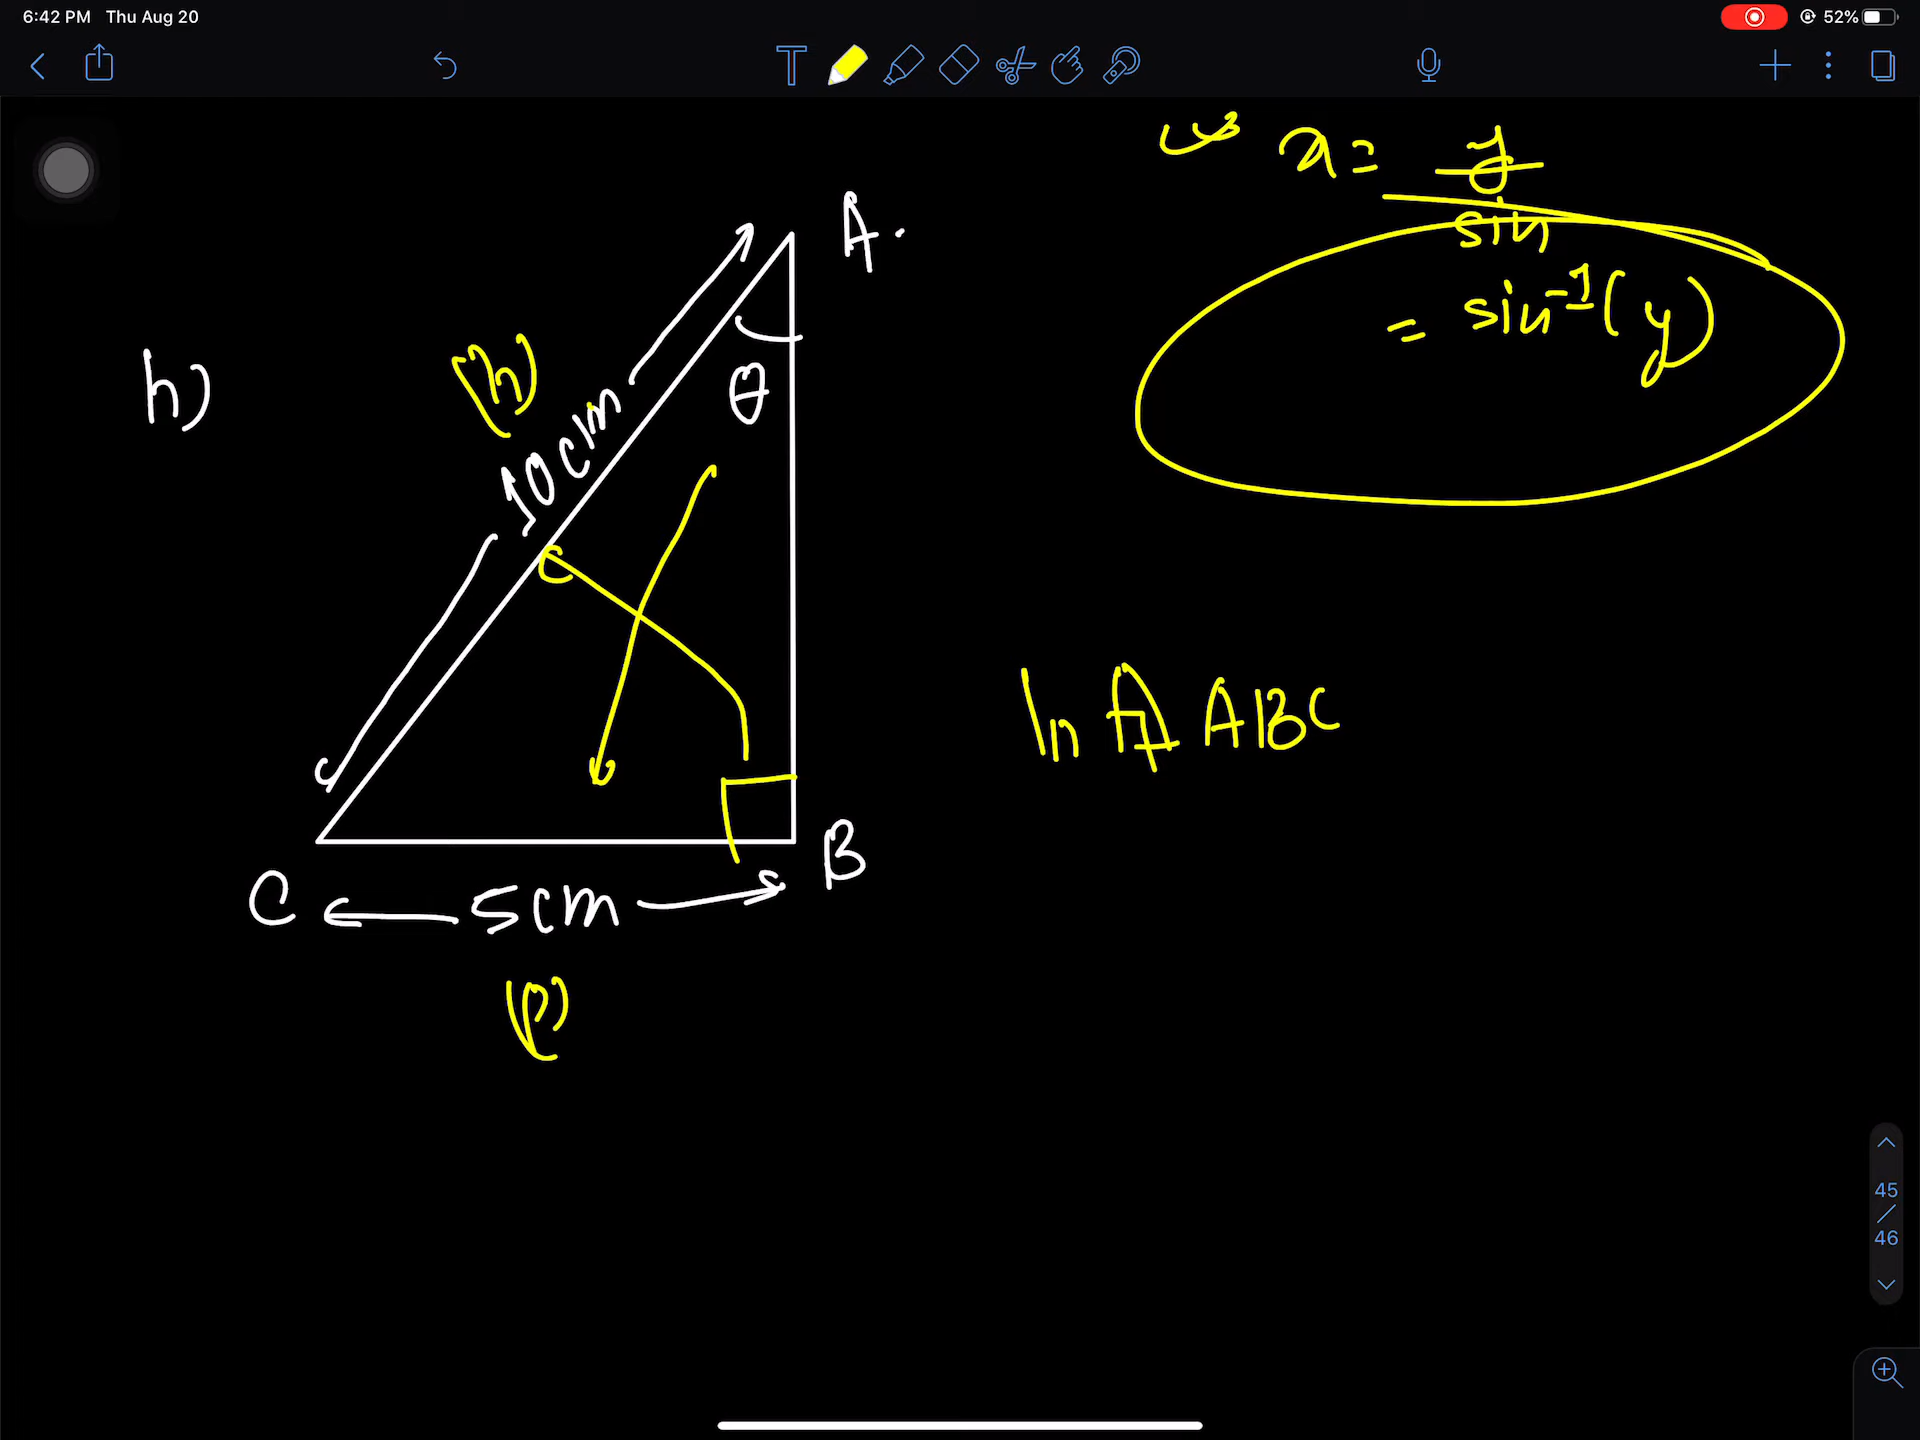 6:42 PM Thu Aug 20
52%
x = y
sin
= sin⁻¹(y)
A.
h)
(h)
10cm
θ
In ABC
B
C
5cm
(p)
45
/
46